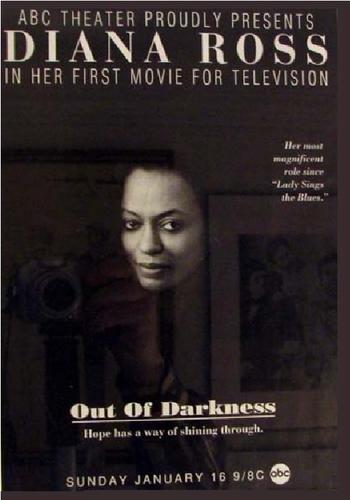 ABC THEATER PROUDLY PRESENTS
DIANA ROSS
IN HER FIRST MOVIE FOR TELEVISION
Her most
magnificent
role since
"Lady Sings
the Blues."
Out Of Darkness
Hope has a way of shining through.
SUNDAY JANUARY 16 9/8C abc